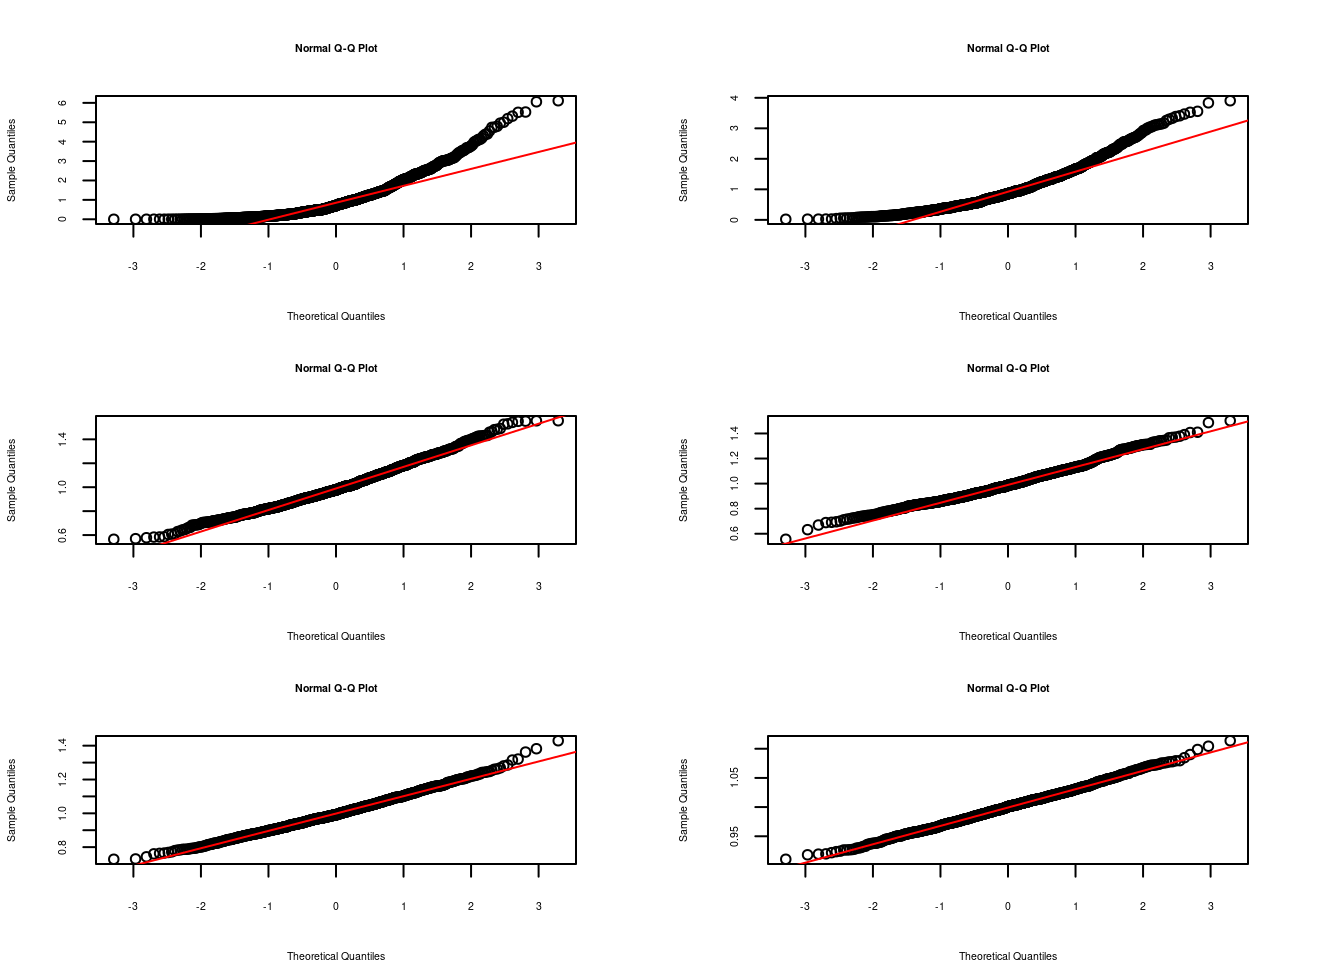 Normal Q-Q Plot
Sample Quantiles
0 1 2 3 4 5 6
-3 -2 -1 0 1 2 3
Theoretical Quantiles
Normal Q-Q Plot
Sample Quantiles
0 1 2 3 4
-3 -2 -1 0 1 2 3
Theoretical Quantiles
Normal Q-Q Plot
Sample Quantiles
0.6 1.0 1.4
-3 -2 -1 0 1 2 3
Theoretical Quantiles
Normal Q-Q Plot
Sample Quantiles
0.6 0.8 1.0 1.2 1.4
-3 -2 -1 0 1 2 3
Theoretical Quantiles
Normal Q-Q Plot
Sample Quantiles
0.8 1.0 1.2 1.4
-3 -2 -1 0 1 2 3
Theoretical Quantiles
Normal Q-Q Plot
Sample Quantiles
0.95 1.05
-3 -2 -1 0 1 2 3
Theoretical Quantiles